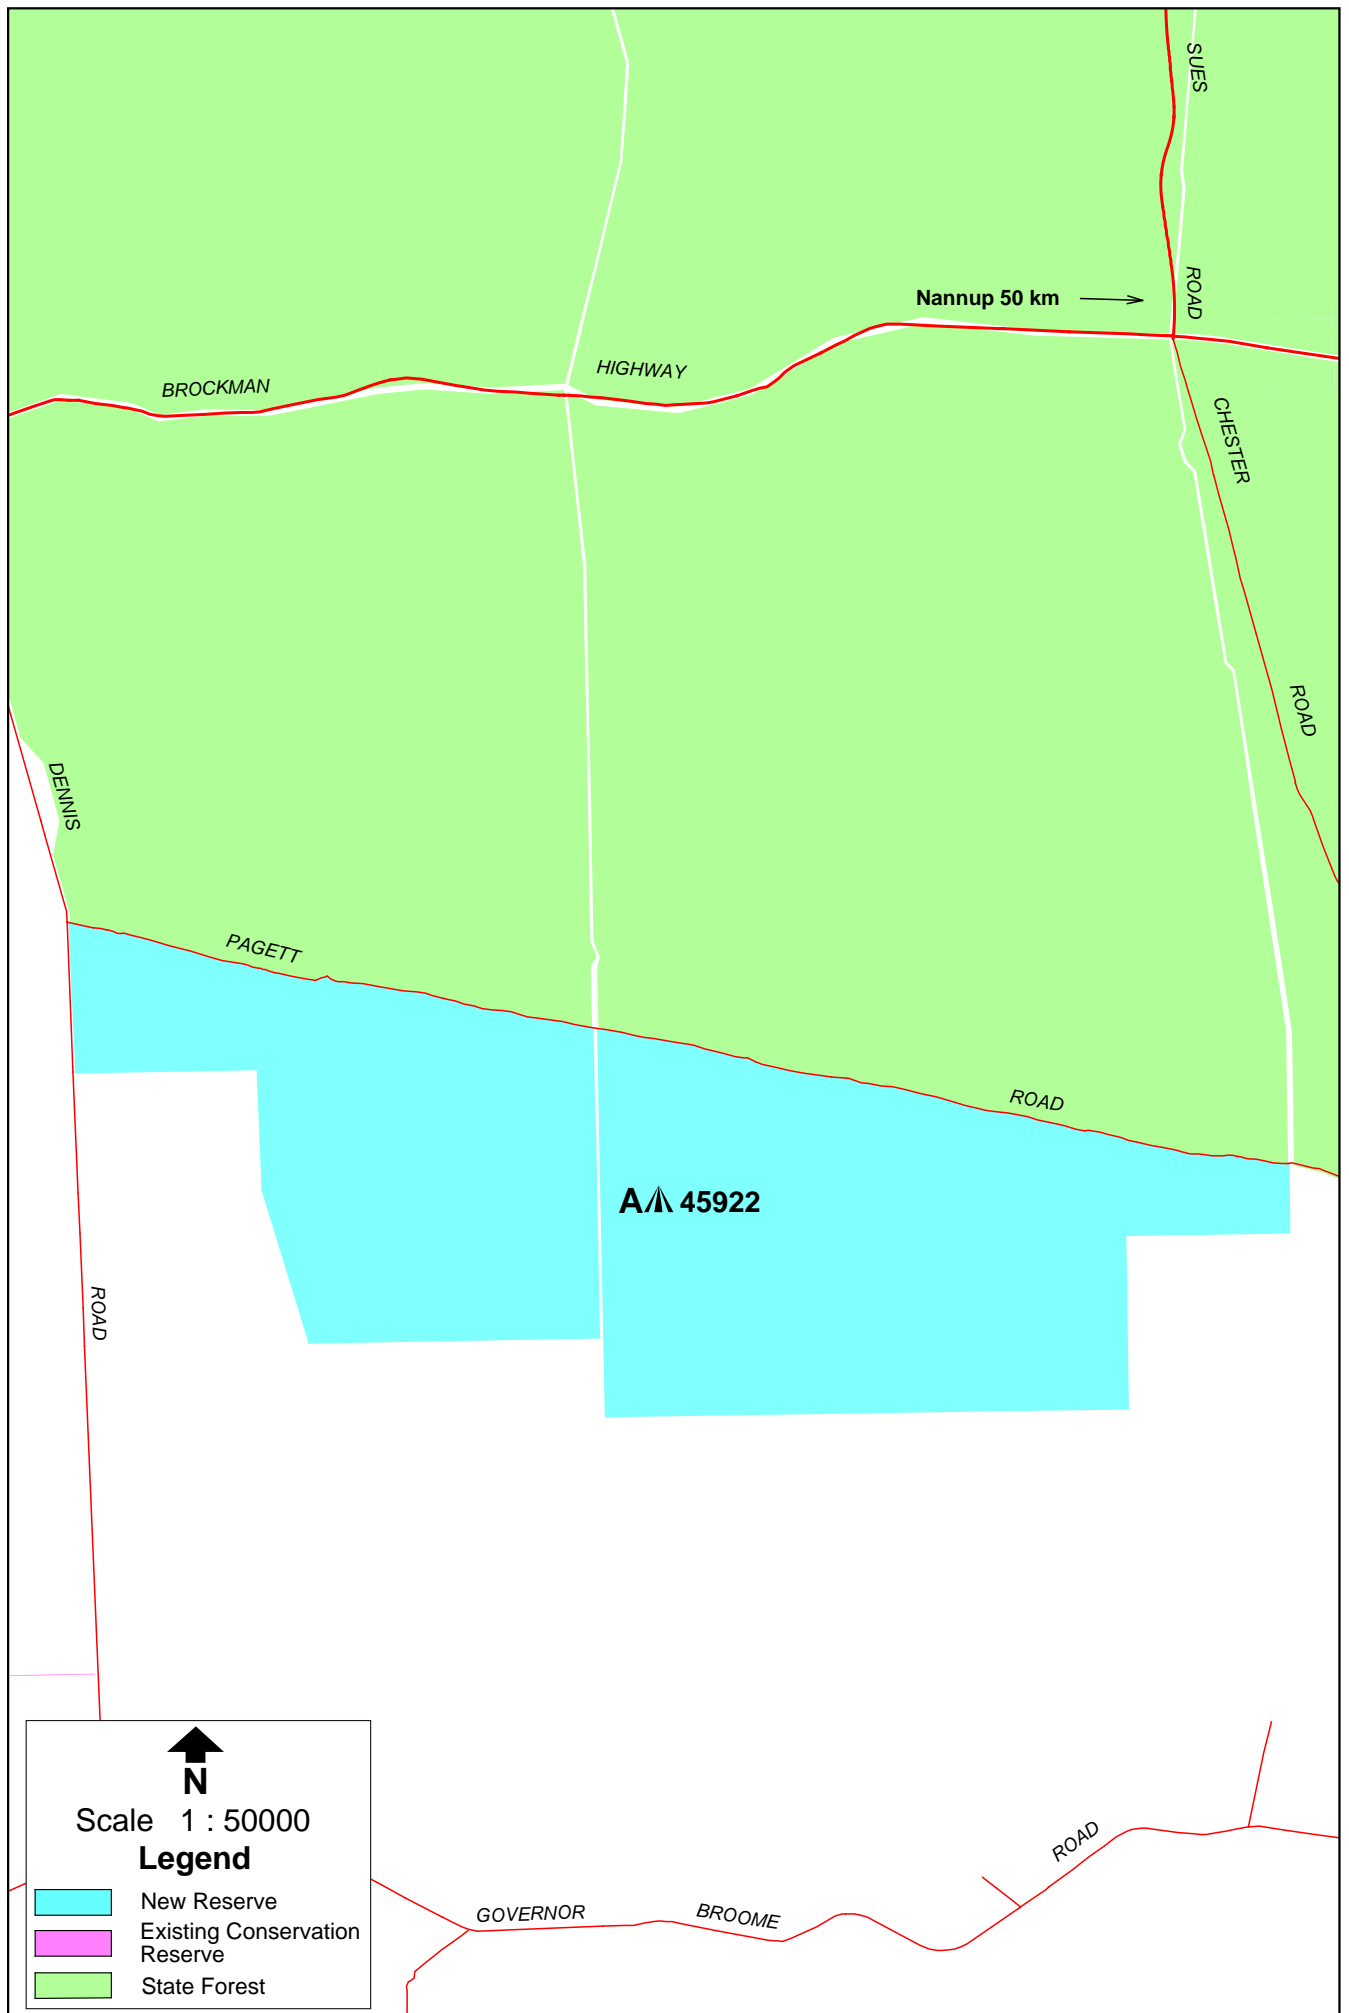 SUES
ROAD
Nannup 50 km
HIGHWAY
BROCKMAN
CHESTER
ROAD
DENNIS
PAGETT
ROAD
A 45922
ROAD
N
Scale 1 : 50000
Legend
New Reserve
Existing Conservation
Reserve
State Forest
GOVERNOR
BROOME
ROAD